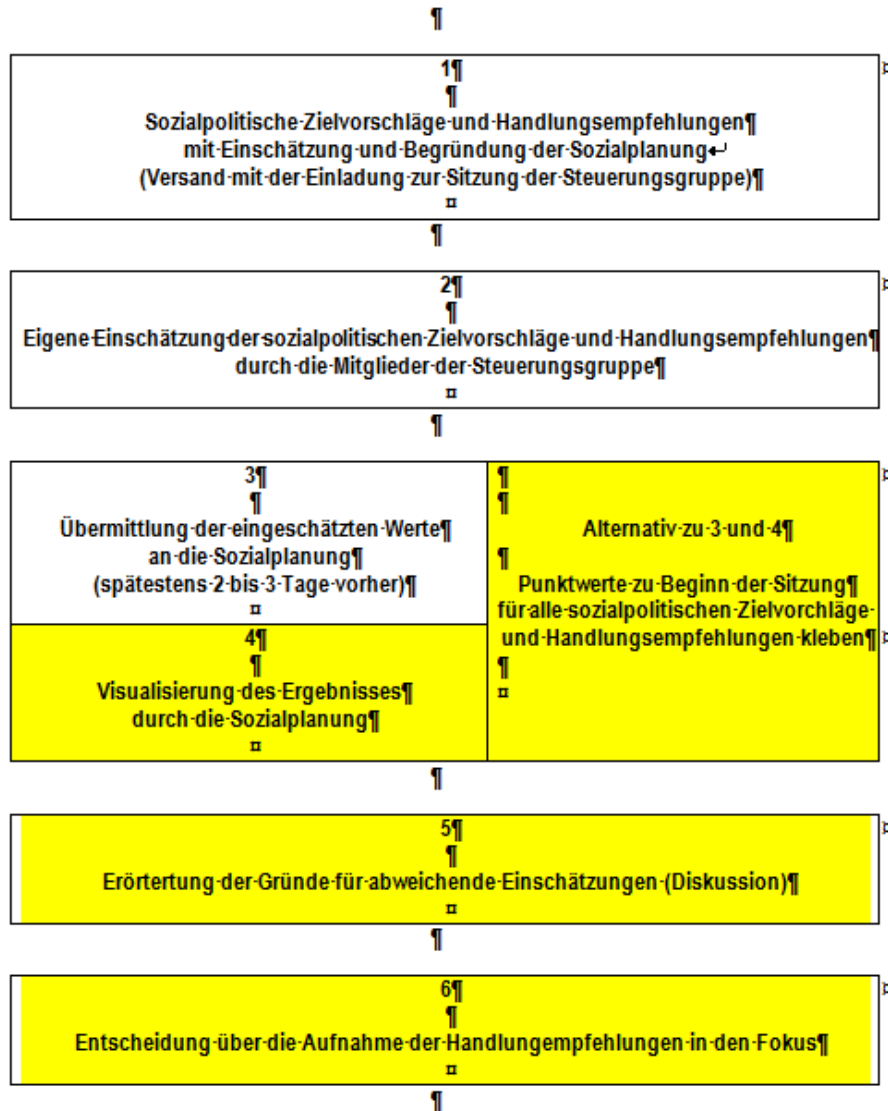 1
Sozialpolitische Zielvorschläge und Handlungsempfehlungen
mit Einschätzung und Begründung der Sozialplanung
(Versand mit der Einladung zur Sitzung der Steuerungsgruppe)
2
Eigene Einschätzung der sozialpolitischen Zielvorschläge und Handlungsempfehlungen
durch die Mitglieder der Steuerungsgruppe
3
Übermittlung der eingeschätzten Werte
an die Sozialplanung
(spätestens 2 bis 3 Tage vorher)
4
Visualisierung des Ergebnisses
durch die Sozialplanung
Alternativ zu 3 und 4
Punktwerte zu Beginn der Sitzung
für alle sozialpolitischen Zielvorchläge
und Handlungsempfehlungen kleben
5
Erörtertung der Gründe für abweichende Einschätzungen (Diskussion)
6
Entscheidung über die Aufnahme der Handlungempfehlungen in den Fokus